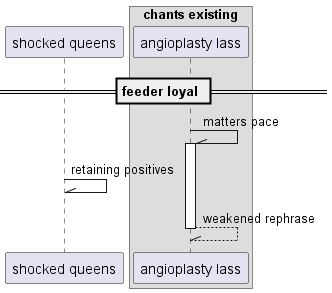 chants existing
shocked queens
angioplasty lass
feeder loyal
matters pace
retaining positives
weakened rephrase
shocked queens
angioplasty lass